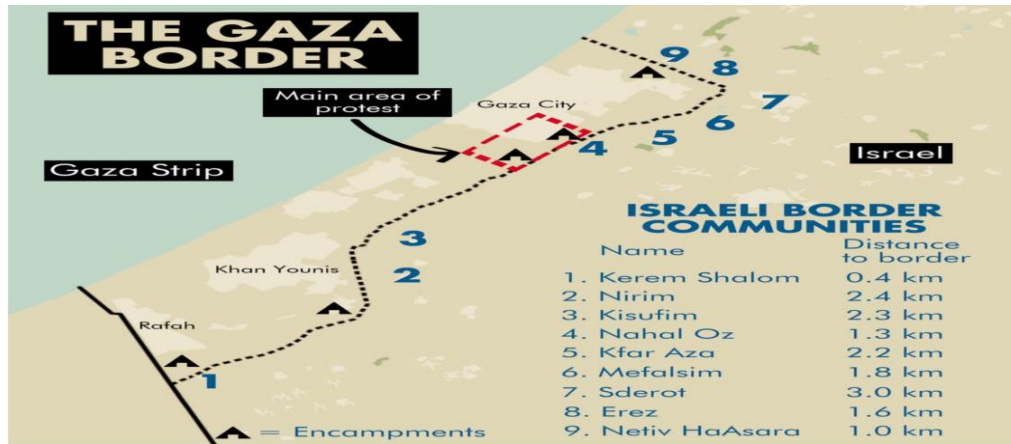 THE GAZA
BORDER
Main area of
protest
Gaza City
Gaza Strip
Israel
Khan Younis
Rafah
1
2
3
4
5
6
7
8
9
= Encampments
ISRAELI BORDER
COMMUNITIES
Name Distance
to border
1. Kerem Shalom 0.4 km
2. Nirim 2.4 km
3. Kisufim 2.3 km
4. Nahal Oz 1.3 km
5. Kfar Aza 2.2 km
6. Mefalsim 1.8 km
7. Sderot 3.0 km
8. Erez 1.6 km
9. Netiv HaAsara 1.0 km